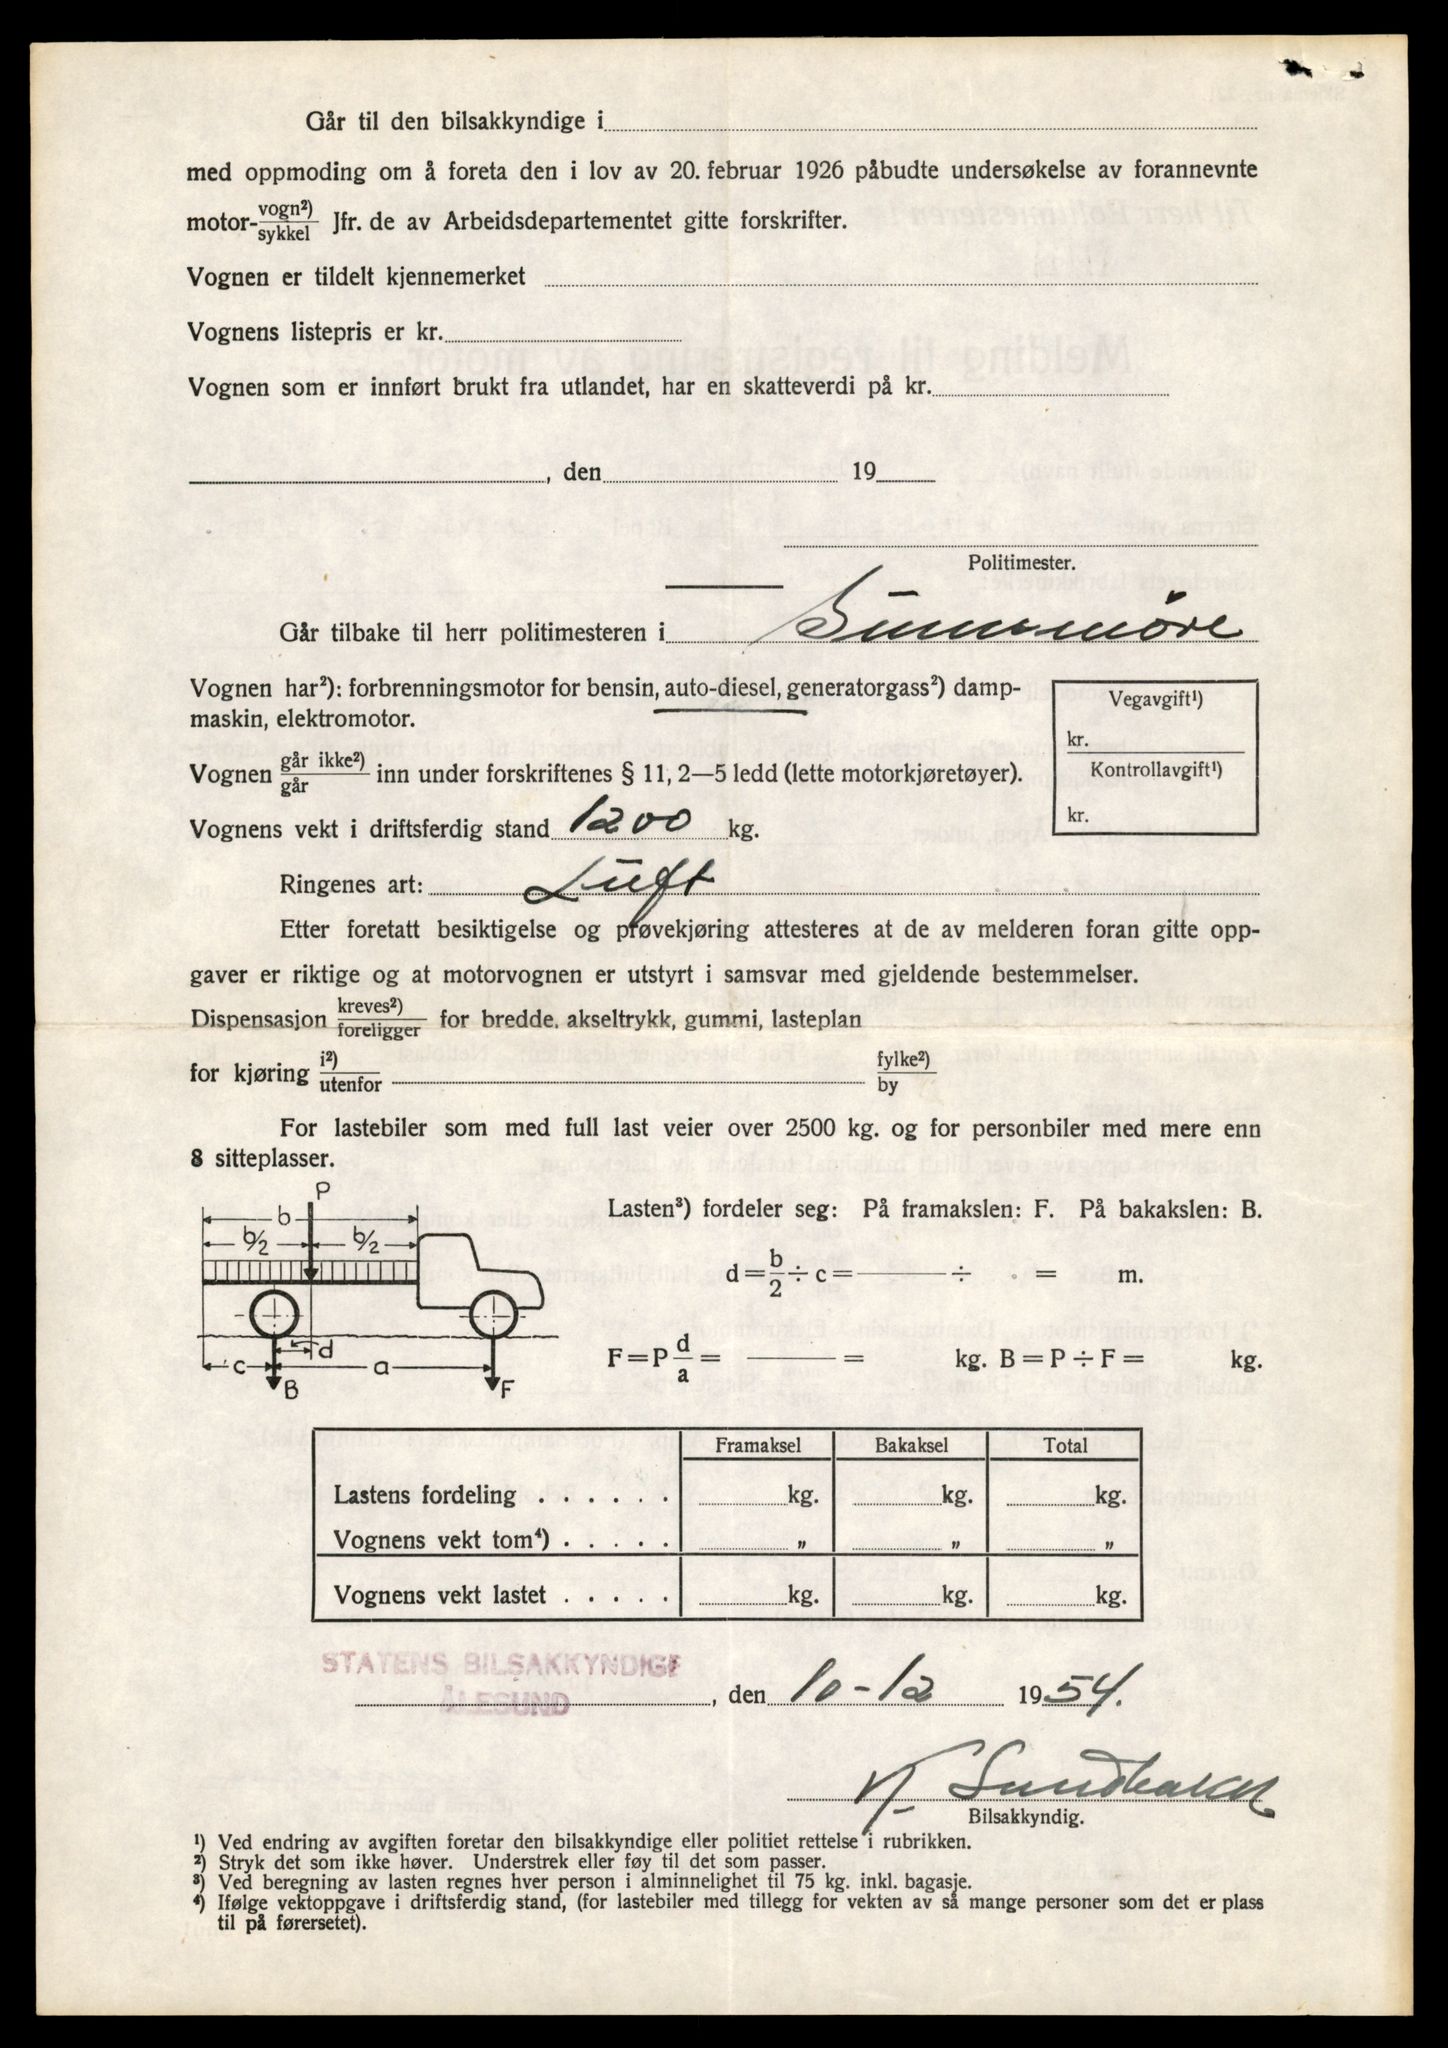 Går til den bilsakkyndige i
med oppmoding om å foreta den i lov av 20. februar 1926 påbudte undersøkelse av forannevnte
motor- vogn²) / sykkel Jfr. de av Arbeidsdepartementet gitte forskrifter.
Vognen er tildelt kjennemerket
Vognens listepris er kr.
Vognen som er innført brukt fra utlandet, har en skatteverdi på kr.
, den 19
Politimester.
Går tilbake til herr politimesteren i Sunnmøre
Vognen har²): forbrenningsmotor for bensin, auto-diesel, generatorgass²) damp-
maskin, elektromotor.
Vegavgift¹)
kr.
Kontrollavgift¹)
kr.
Vognen går ikke²) / går inn under forskriftenes § 11, 2—5 ledd (lette motorkjøretøyer).
Vognens vekt i driftsferdig stand 1200 kg.
Ringenes art: Luft
Etter foretatt besiktigelse og prøvekjøring attesteres at de av melderen foran gitte opp-
gaver er riktige og at motorvognen er utstyrt i samsvar med gjeldende bestemmelser.
Dispensasjon kreves²) / foreligger for bredde, akseltrykk, gummi, lasteplan
for kjøring i²) / utenfor fylke²) / by
For lastebiler som med full last veier over 2500 kg. og for personbiler med mere enn
8 sitteplasser.
P
b
b/2 b/2
c d a
B F
Lasten³) fordeler seg: På framakslen: F. På bakakslen: B.
d = b/2 ÷ c = ÷ = m.
F = P d/a = = kg. B = P ÷ F = kg.
Framaksel Bakaksel Total
Lastens fordeling . . . . . . kg. kg. kg.
Vognens vekt tom⁴) . . . . . „ „ „
Vognens vekt lastet . . . . . kg. kg. kg.
STATENS BILSAKKYNDIGE
ÅLESUND
, den 10-12 1954.
K. Sundbakk
Bilsakkyndig.
¹) Ved endring av avgiften foretar den bilsakkyndige eller politiet rettelse i rubrikken.
²) Stryk det som ikke høver. Understrek eller føy til det som passer.
³) Ved beregning av lasten regnes hver person i alminnelighet til 75 kg. inkl. bagasje.
⁴) Ifølge vektoppgave i driftsferdig stand, (for lastebiler med tillegg for vekten av så mange personer som det er plass
til på førersetet).